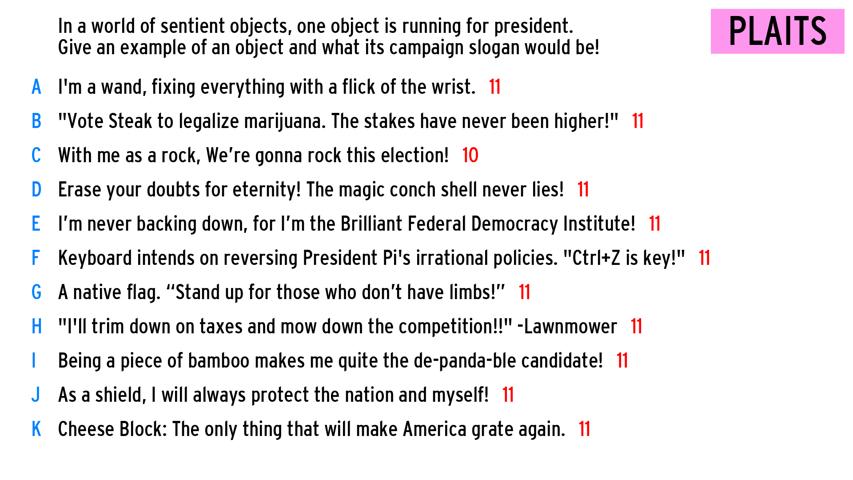 In a world of sentient objects, one object is running for president.
Give an example of an object and what its campaign slogan would be!
PLAITS
A I'm a wand, fixing everything with a flick of the wrist. 11
B "Vote Steak to legalize marijuana. The stakes have never been higher!" 11
C With me as a rock, We’re gonna rock this election! 10
D Erase your doubts for eternity! The magic conch shell never lies! 11
E I’m never backing down, for I’m the Brilliant Federal Democracy Institute! 11
F Keyboard intends on reversing President Pi's irrational policies. "Ctrl+Z is key!" 11
G A native flag. “Stand up for those who don’t have limbs!” 11
H "I'll trim down on taxes and mow down the competition!!" -Lawnmower 11
I Being a piece of bamboo makes me quite the de-panda-ble candidate! 11
J As a shield, I will always protect the nation and myself! 11
K Cheese Block: The only thing that will make America grate again. 11